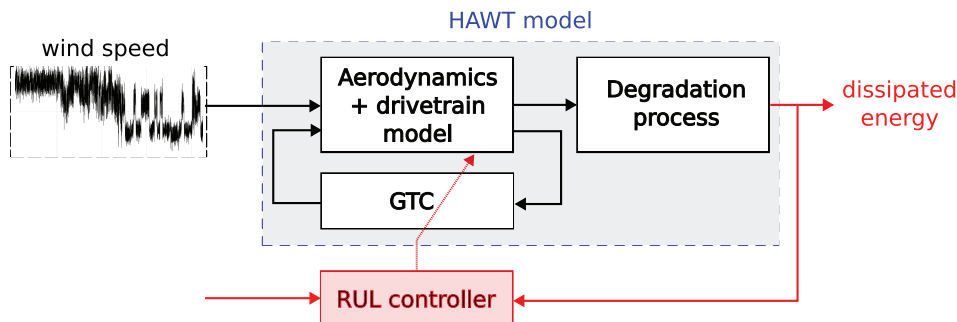 HAWT model
wind speed
Aerodynamics
+ drivetrain
model
Degradation
process
dissipated
energy
GTC
RUL controller